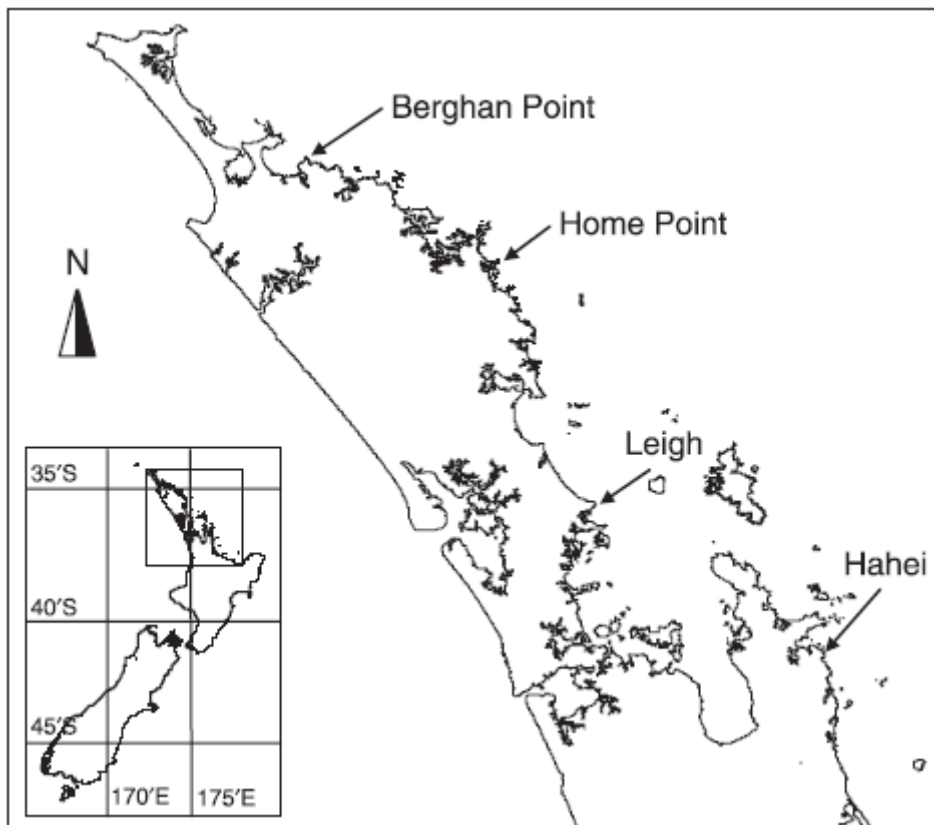 Berghan Point
Home Point
N
Leigh
Hahei
35'S
40'S
45'S
170'E
175'E